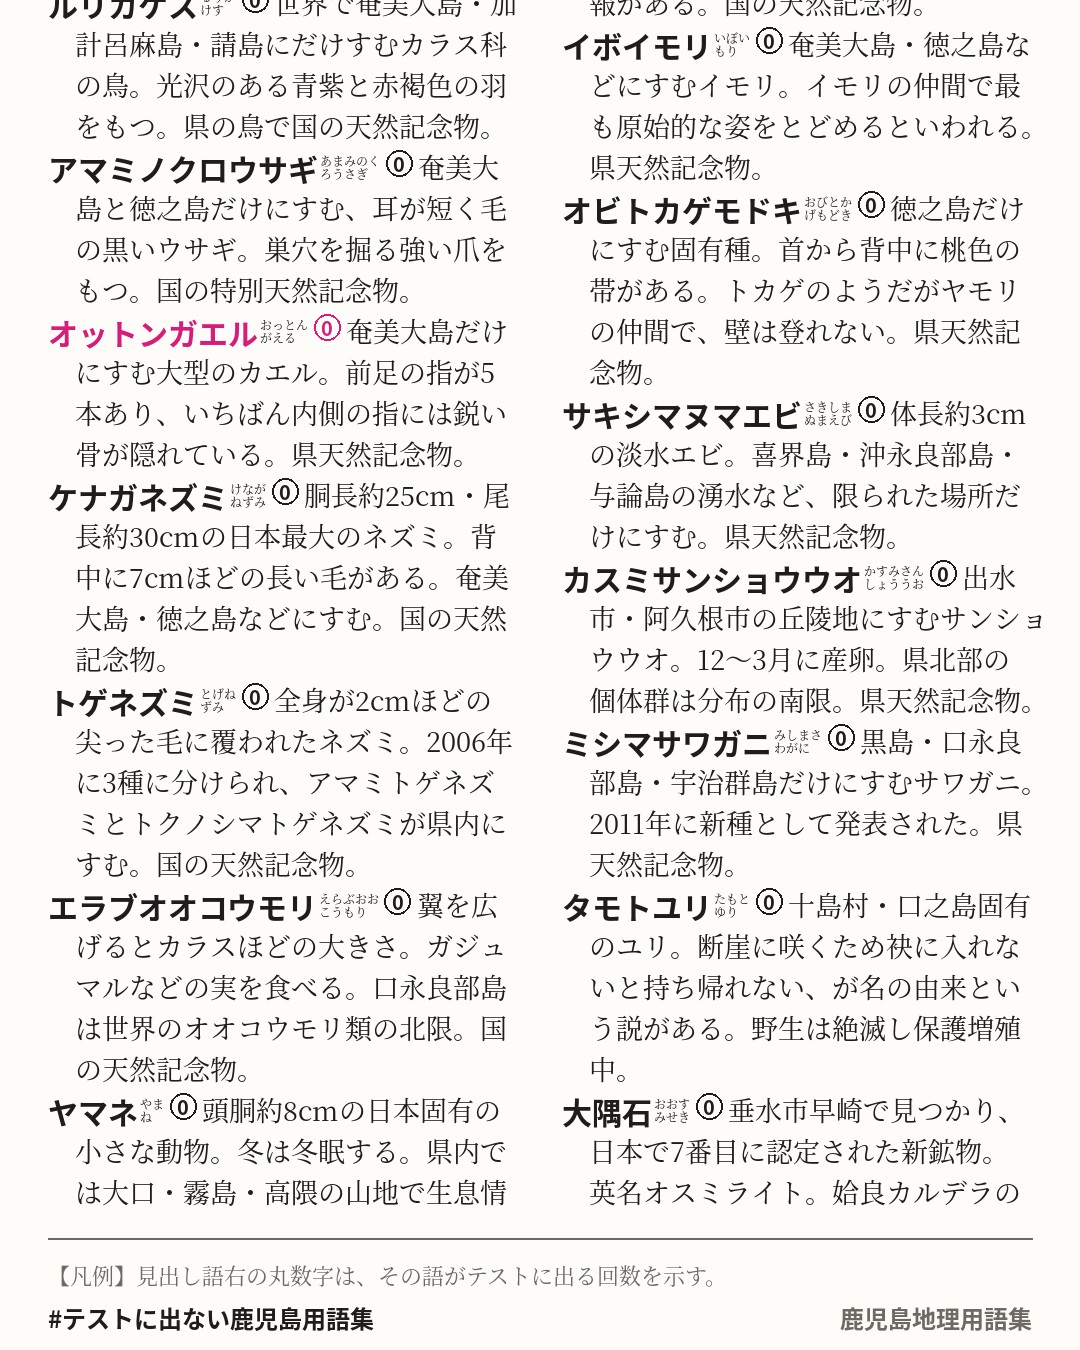 ルリカケス るりかけす 0 世界で奄美大島・加
計呂麻島・請島にだけすむカラス科
の鳥。光沢のある青紫と赤褐色の羽
をもつ。県の鳥で国の天然記念物。
アマミノクロウサギ あまみのくろうさぎ 0 奄美大
島と徳之島だけにすむ、耳が短く毛
の黒いウサギ。巣穴を掘る強い爪を
もつ。国の特別天然記念物。
オットンガエル おっとんがえる 0 奄美大島だけ
にすむ大型のカエル。前足の指が5
本あり、いちばん内側の指には鋭い
骨が隠れている。県天然記念物。
ケナガネズミ けながねずみ 0 胴長約25cm・尾
長約30cmの日本最大のネズミ。背
中に7cmほどの長い毛がある。奄美
大島・徳之島などにすむ。国の天然
記念物。
トゲネズミ とげねずみ 0 全身が2cmほどの
尖った毛に覆われたネズミ。2006年
に3種に分けられ、アマミトゲネズ
ミとトクノシマトゲネズミが県内に
すむ。国の天然記念物。
エラブオオコウモリ えらぶおおこうもり 0 翼を広
げるとカラスほどの大きさ。ガジュ
マルなどの実を食べる。口永良部島
は世界のオオコウモリ類の北限。国
の天然記念物。
ヤマネ やまね 0 頭胴約8cmの日本固有の
小さな動物。冬は冬眠する。県内で
は大口・霧島・高隈の山地で生息情
報がある。国の天然記念物。
イボイモリ いぼいもり 0 奄美大島・徳之島な
どにすむイモリ。イモリの仲間で最
も原始的な姿をとどめるといわれる。
県天然記念物。
オビトカゲモドキ おびとかげもどき 0 徳之島だけ
にすむ固有種。首から背中に桃色の
帯がある。トカゲのようだがヤモリ
の仲間で、壁は登れない。県天然記
念物。
サキシマヌマエビ さきしまぬまえび 0 体長約3cm
の淡水エビ。喜界島・沖永良部島・
与論島の湧水など、限られた場所だ
けにすむ。県天然記念物。
カスミサンショウウオ かすみさんしょううお 0 出水
市・阿久根市の丘陵地にすむサンショ
ウウオ。12〜3月に産卵。県北部の
個体群は分布の南限。県天然記念物。
ミシマサワガニ みしまさわがに 0 黒島・口永良
部島・宇治群島だけにすむサワガニ。
2011年に新種として発表された。県
天然記念物。
タモトユリ たもとゆり 0 十島村・口之島固有
のユリ。断崖に咲くため袂に入れな
いと持ち帰れない、が名の由来とい
う説がある。野生は絶滅し保護増殖
中。
大隅石 おおすみせき 0 垂水市早崎で見つかり、
日本で7番目に認定された新鉱物。
英名オスミライト。姶良カルデラの
【凡例】見出し語右の丸数字は、その語がテストに出る回数を示す。
#テストに出ない鹿児島用語集
鹿児島地理用語集